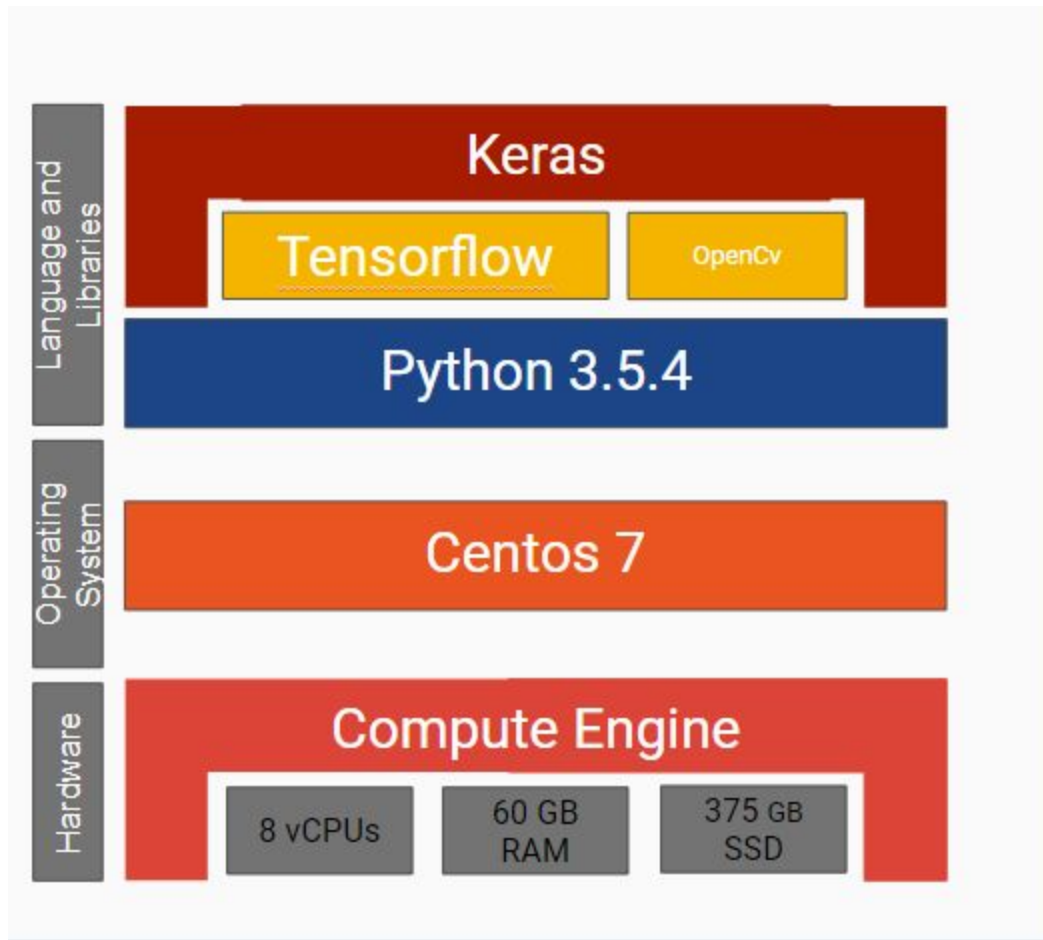 Language and
Libraries
Keras
Tensorflow
OpenCv
Python 3.5.4
Operating
System
Centos 7
Hardware
Compute Engine
8 vCPUs
60 GB
RAM
375 GB
SSD